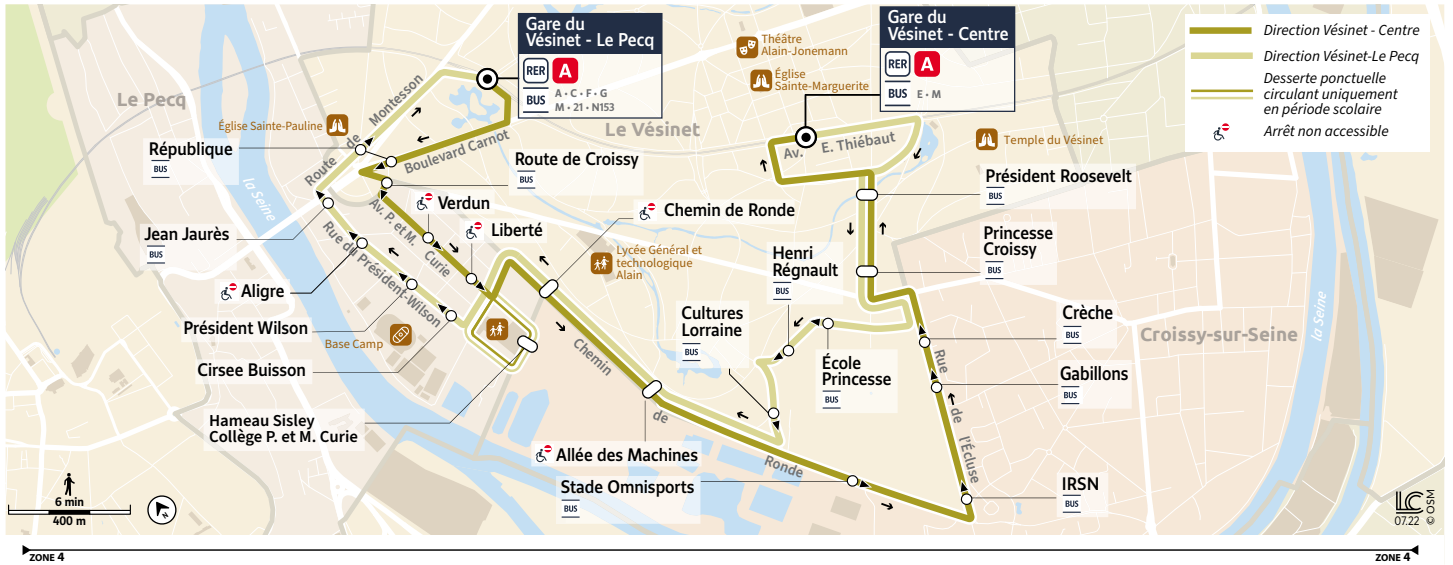 Gare du
Vésinet - Le Pecq
RER A
BUS A • C • F • G
M • 21 • N153
Gare du
Vésinet - Centre
RER A
BUS E • M
Théâtre
Alain-Jonemann
Église
Sainte-Marguerite
Direction Vésinet - Centre
Direction Vésinet-Le Pecq
Desserte ponctuelle
circulant uniquement
en période scolaire
Arrêt non accessible
Le Pecq
Le Vésinet
Croissy-sur-Seine
la Seine
la Seine
Église Sainte-Pauline
Temple du Vésinet
Route de Montesson
Boulevard Carnot
Av. E. Thiébaut
République
BUS
Route de Croissy
BUS
Président Roosevelt
BUS
Verdun
Liberté
Chemin de Ronde
Av. P. et M. Curie
Jean Jaurès
BUS
Rue du Président-Wilson
Lycée Général et
technologique
Alain
Henri
Régnault
BUS
Princesse
Croissy
BUS
Aligre
Président Wilson
Base Camp
Cirsee Buisson
Cultures
Lorraine
BUS
Crèche
BUS
École
Princesse
BUS
Gabillons
BUS
Chemin de Ronde
Rue de l'Écluse
Hameau Sisley
Collège P. et M. Curie
Allée des Machines
Stade Omnisports
BUS
IRSN
BUS
6 min
400 m
N
LC
07.22
© OSM
ZONE 4
ZONE 4